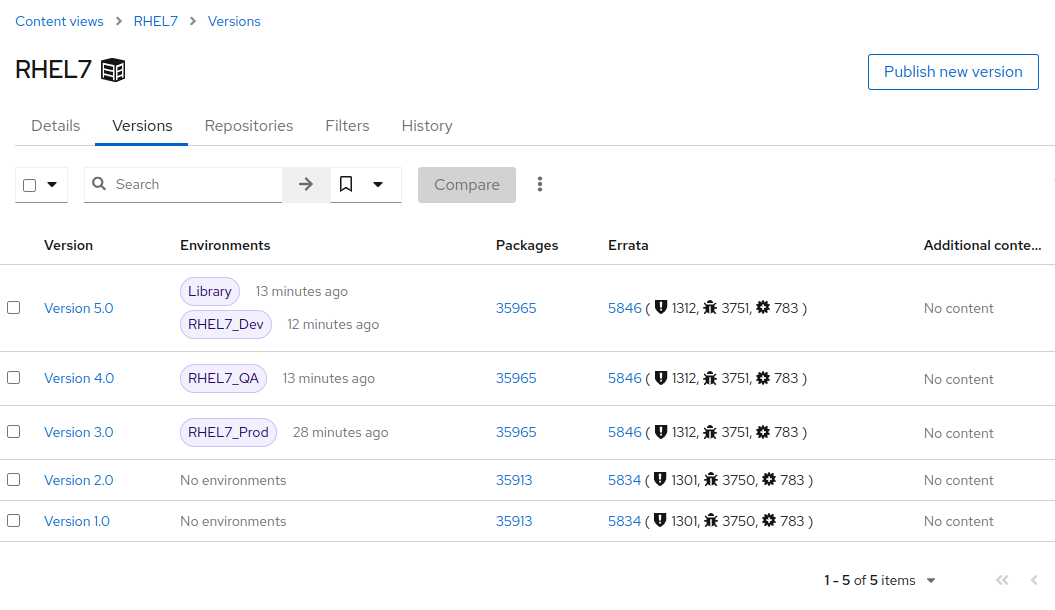 Content views > RHEL7 > Versions
RHEL7
Publish new version
Details Versions Repositories Filters History
Search Compare
Version Environments Packages Errata Additional conte...
Library 13 minutes ago
Version 5.0 35965 5846 ( 1312, 3751, 783 ) No content
RHEL7_Dev 12 minutes ago
Version 4.0 RHEL7_QA 13 minutes ago 35965 5846 ( 1312, 3751, 783 ) No content
Version 3.0 RHEL7_Prod 28 minutes ago 35965 5846 ( 1312, 3751, 783 ) No content
Version 2.0 No environments 35913 5834 ( 1301, 3750, 783 ) No content
Version 1.0 No environments 35913 5834 ( 1301, 3750, 783 ) No content
1 - 5 of 5 items